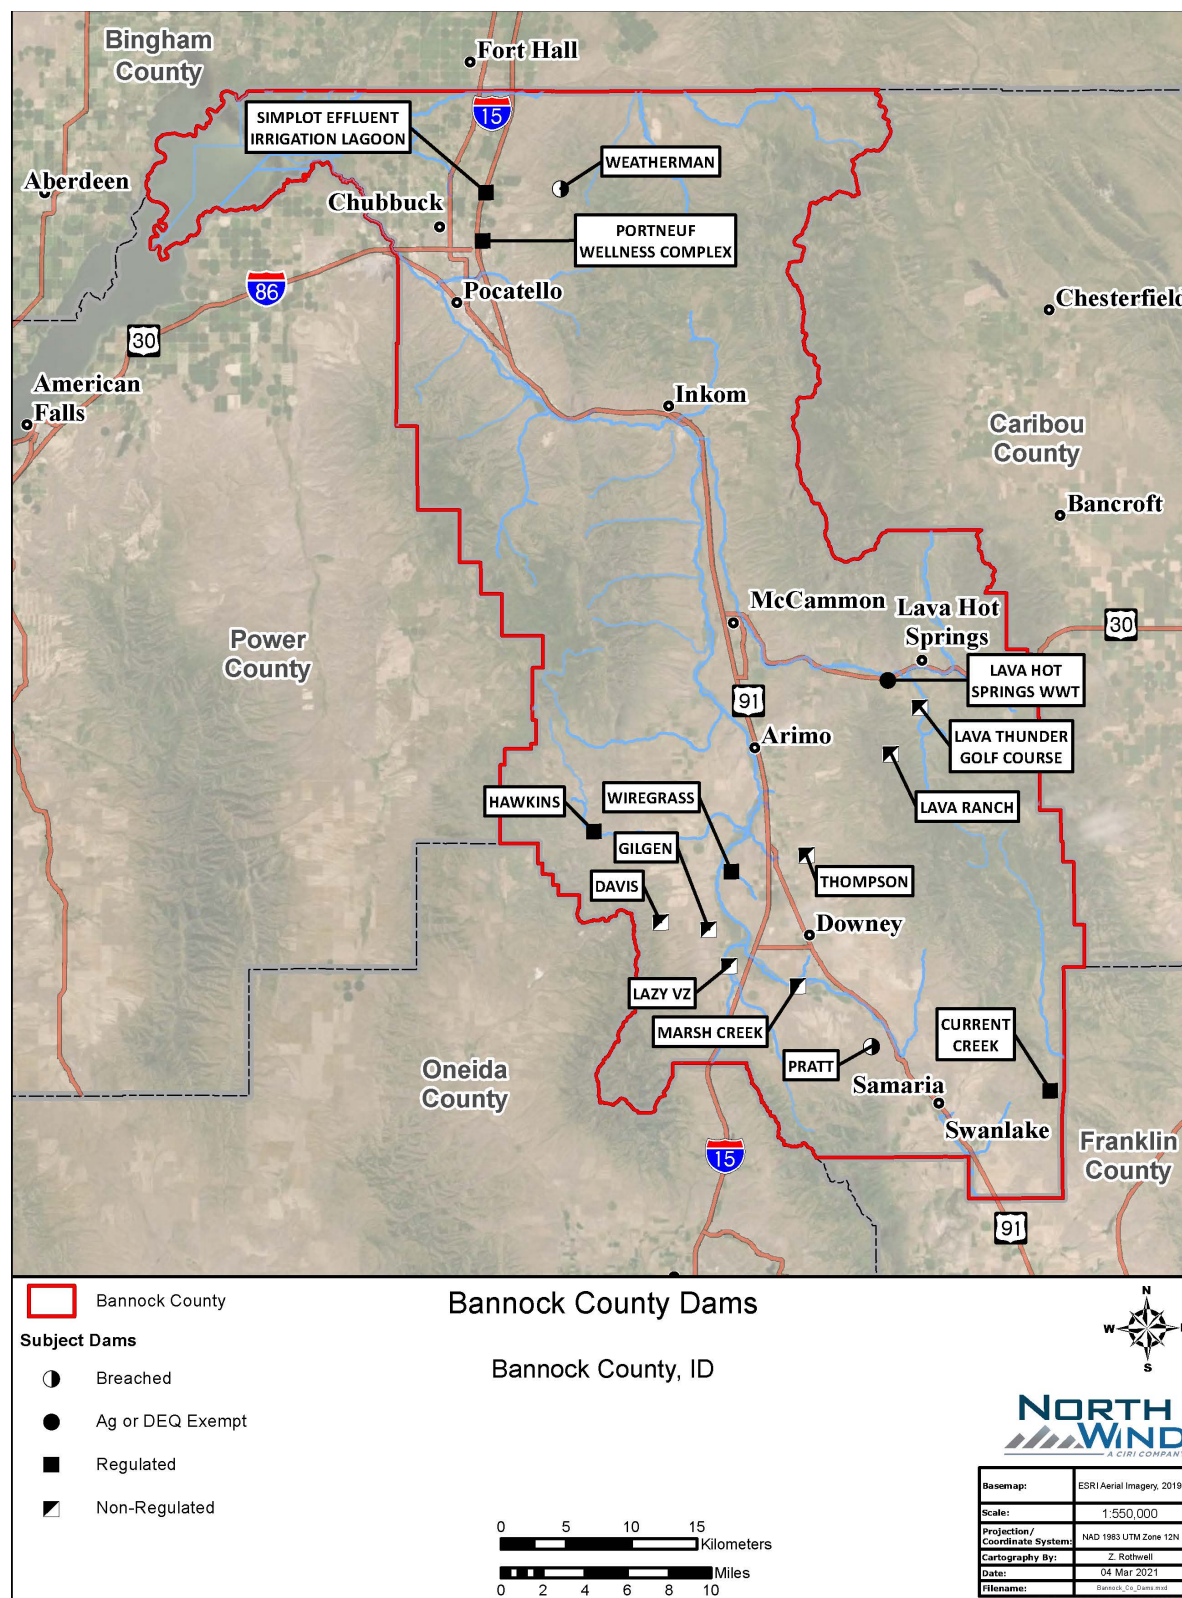 Bingham
County
Fort Hall
SIMPLOT EFFLUENT
IRRIGATION LAGOON
15
WEATHERMAN
Aberdeen
Chubbuck
PORTNEUF
WELLNESS COMPLEX
86
Pocatello
Chesterfield
30
American
Falls
Inkom
Caribou
County
Bancroft
McCammon
Lava Hot
Springs
30
Power
County
LAVA HOT
SPRINGS WWT
91
Arimo
LAVA THUNDER
GOLF COURSE
HAWKINS
WIREGRASS
LAVA RANCH
GILGEN
DAVIS
THOMPSON
Downey
LAZY VZ
MARSH CREEK
CURRENT
CREEK
PRATT
Oneida
County
Samaria
Swanlake
Franklin
County
15
91
Bannock County
Subject Dams
Breached
Ag or DEQ Exempt
Regulated
Non-Regulated
Bannock County Dams
Bannock County, ID
0 5 10 15
Kilometers
Miles
0 2 4 6 8 10
N
W
S
NORTH
WIND
A CIRI COMPANY
Basemap: ESRI Aerial Imagery, 2019
Scale: 1:550,000
Projection/
Coordinate System: NAD 1983 UTM Zone 12N
Cartography By: Z. Rothwell
Date: 04 Mar 2021
Filename: Bannock_Co_Dams.mxd